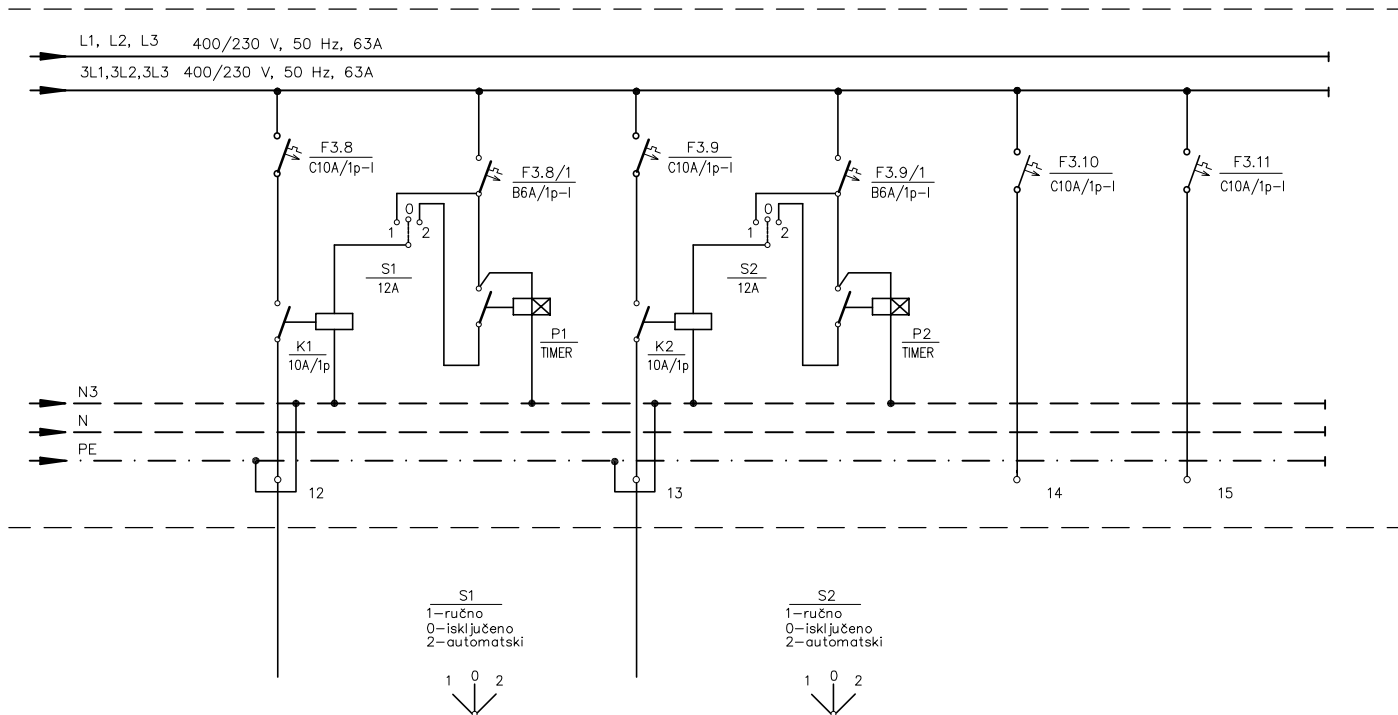 L1, L2, L3 400/230 V, 50 Hz, 63A
3L1,3L2,3L3 400/230 V, 50 Hz, 63A
F3.8
C10A/1p-I
F3.8/1
B6A/1p-I
F3.9
C10A/1p-I
F3.9/1
B6A/1p-I
F3.10
C10A/1p-I
F3.11
C10A/1p-I
0
1 2
S1
12A
0
1 2
S2
12A
K1
10A/1p
P1
TIMER
K2
10A/1p
P2
TIMER
N3
N
PE
12
13
14
15
S1
1-ručno
0-isključeno
2-automatski
1 0 2
S2
1-ručno
0-isključeno
2-automatski
1 0 2